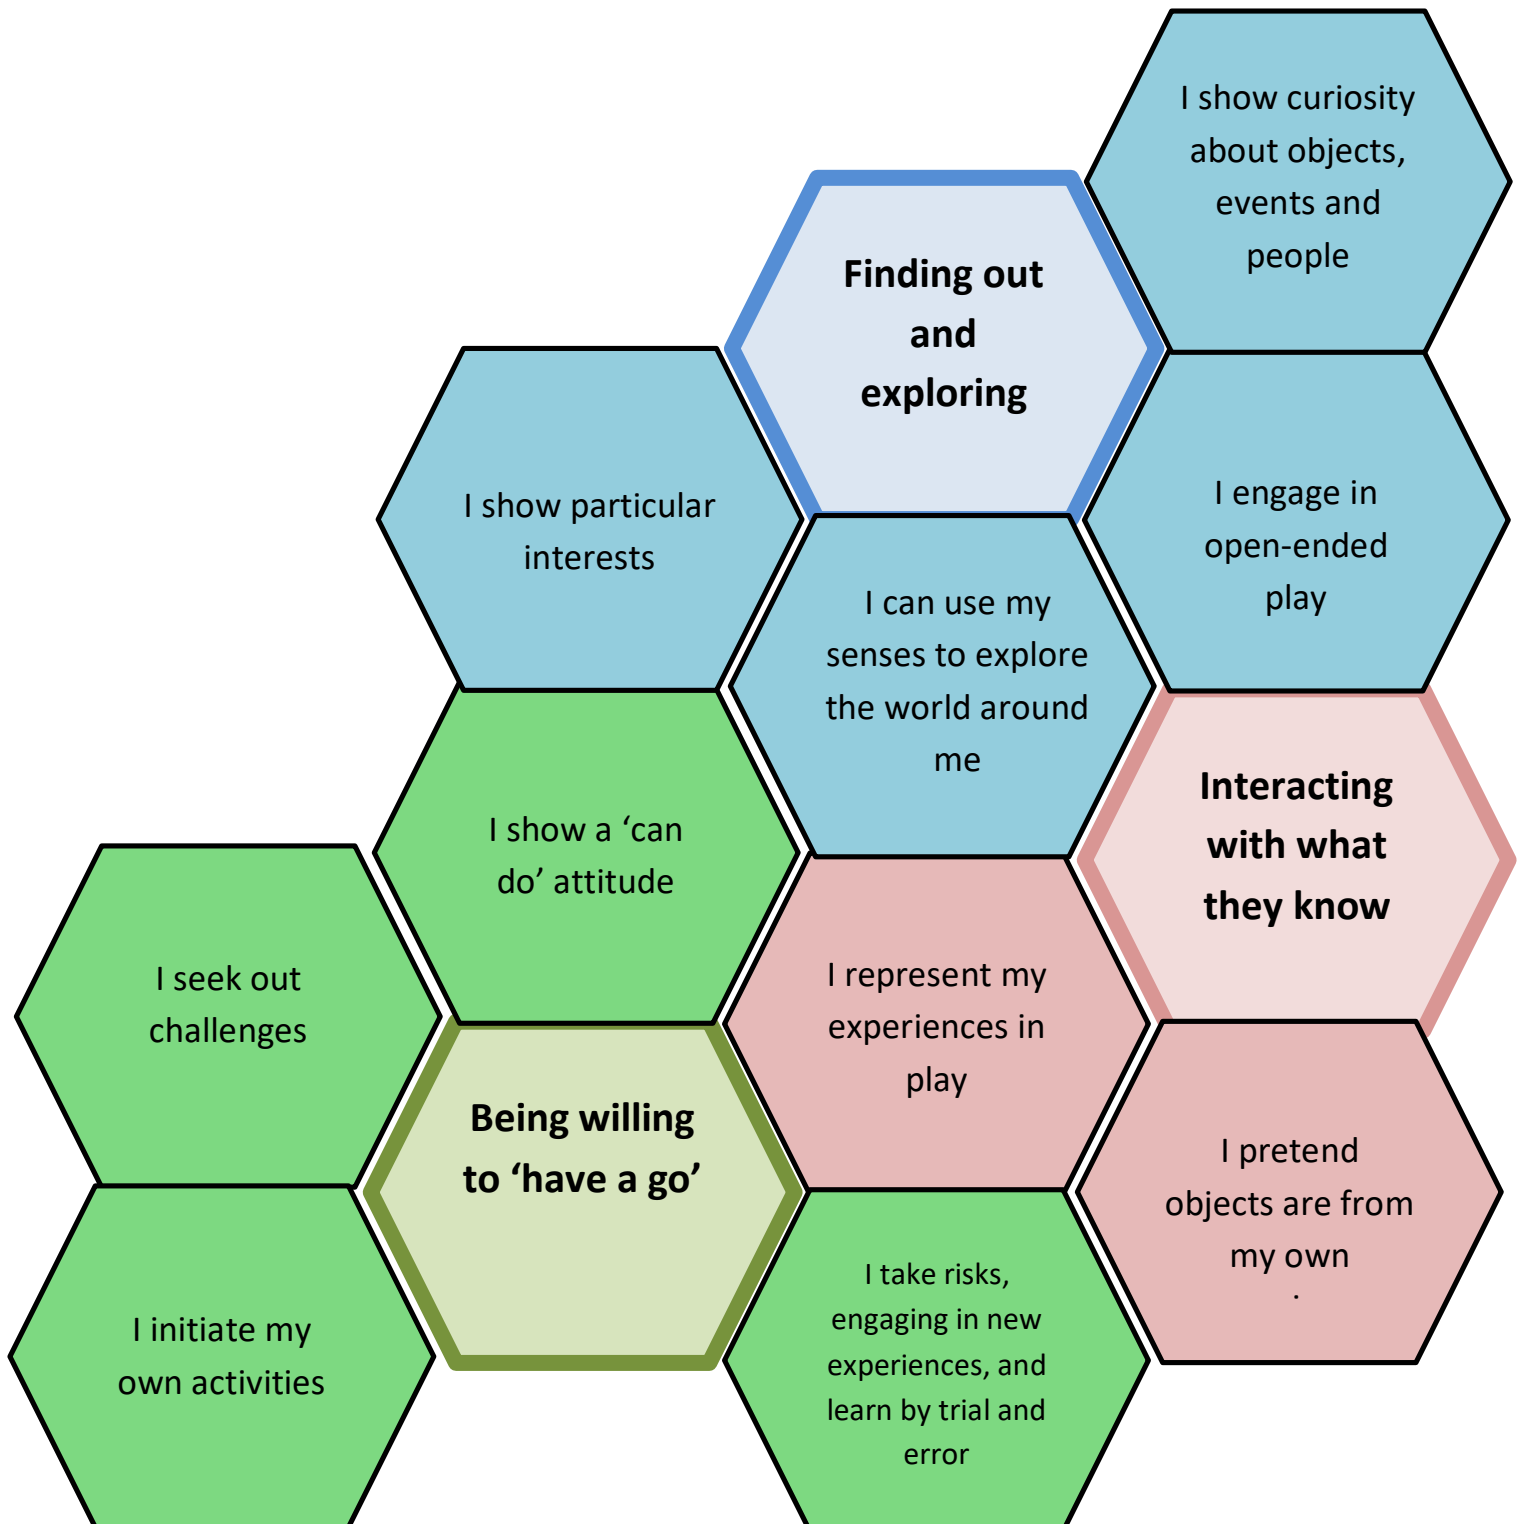 I show curiosity
about objects,
events and
people
Finding out
and
exploring
I show particular
interests
I engage in
open-ended
play
I can use my
senses to explore
the world around
me
Interacting
with what
they know
I show a ‘can
do’ attitude
I seek out
challenges
I represent my
experiences in
play
Being willing
to ‘have a go’
I pretend
objects are from
my own
.
I take risks,
engaging in new
experiences, and
learn by trial and
error
I initiate my
own activities